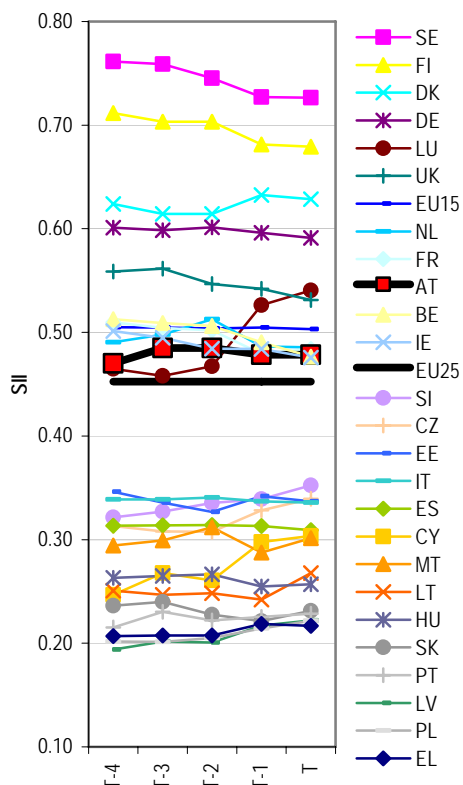 0.80
0.70
0.60
0.50
0.40
0.30
0.20
0.10
SII
T-4
T-3
T-2
T-1
T
SE
FI
DK
DE
LU
UK
EU15
NL
FR
AT
BE
IE
EU25
SI
CZ
EE
IT
ES
CY
MT
LT
HU
SK
PT
LV
PL
EL